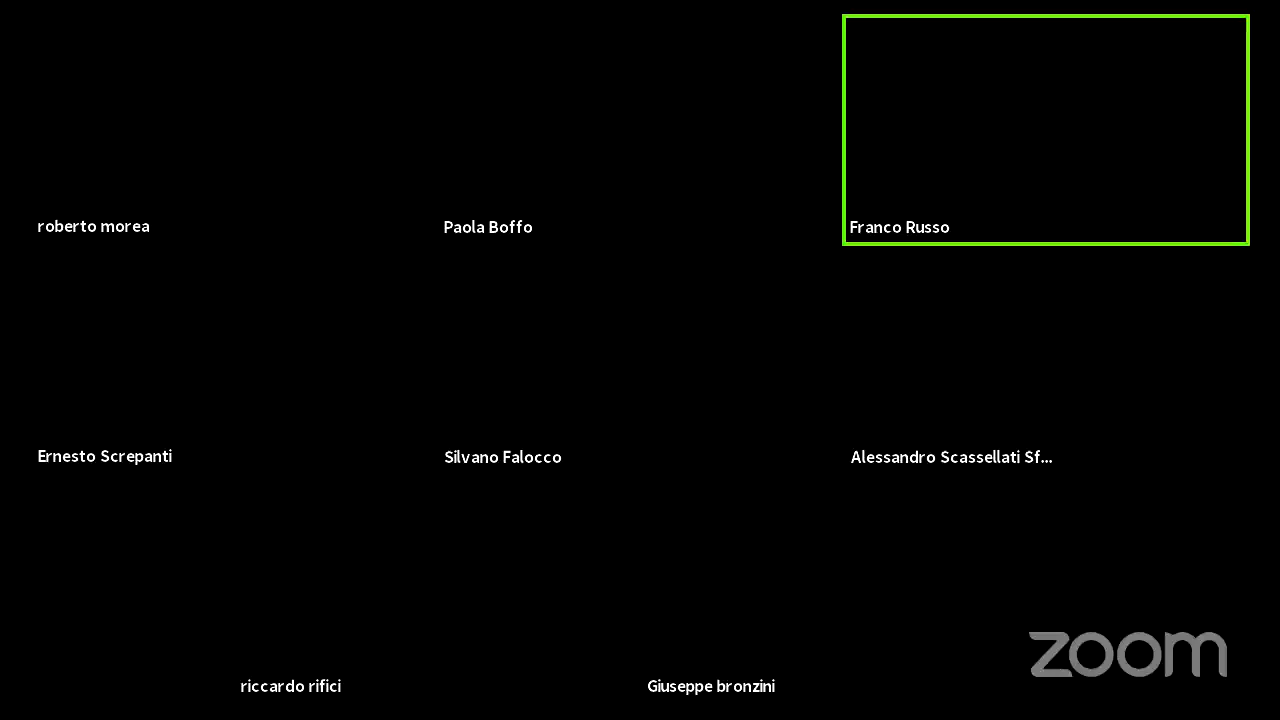 roberto morea
Paola Boffo
Franco Russo
Ernesto Screpanti
Silvano Falocco
Alessandro Scassellati Sf...
riccardo rifici
Giuseppe bronzini
zoom